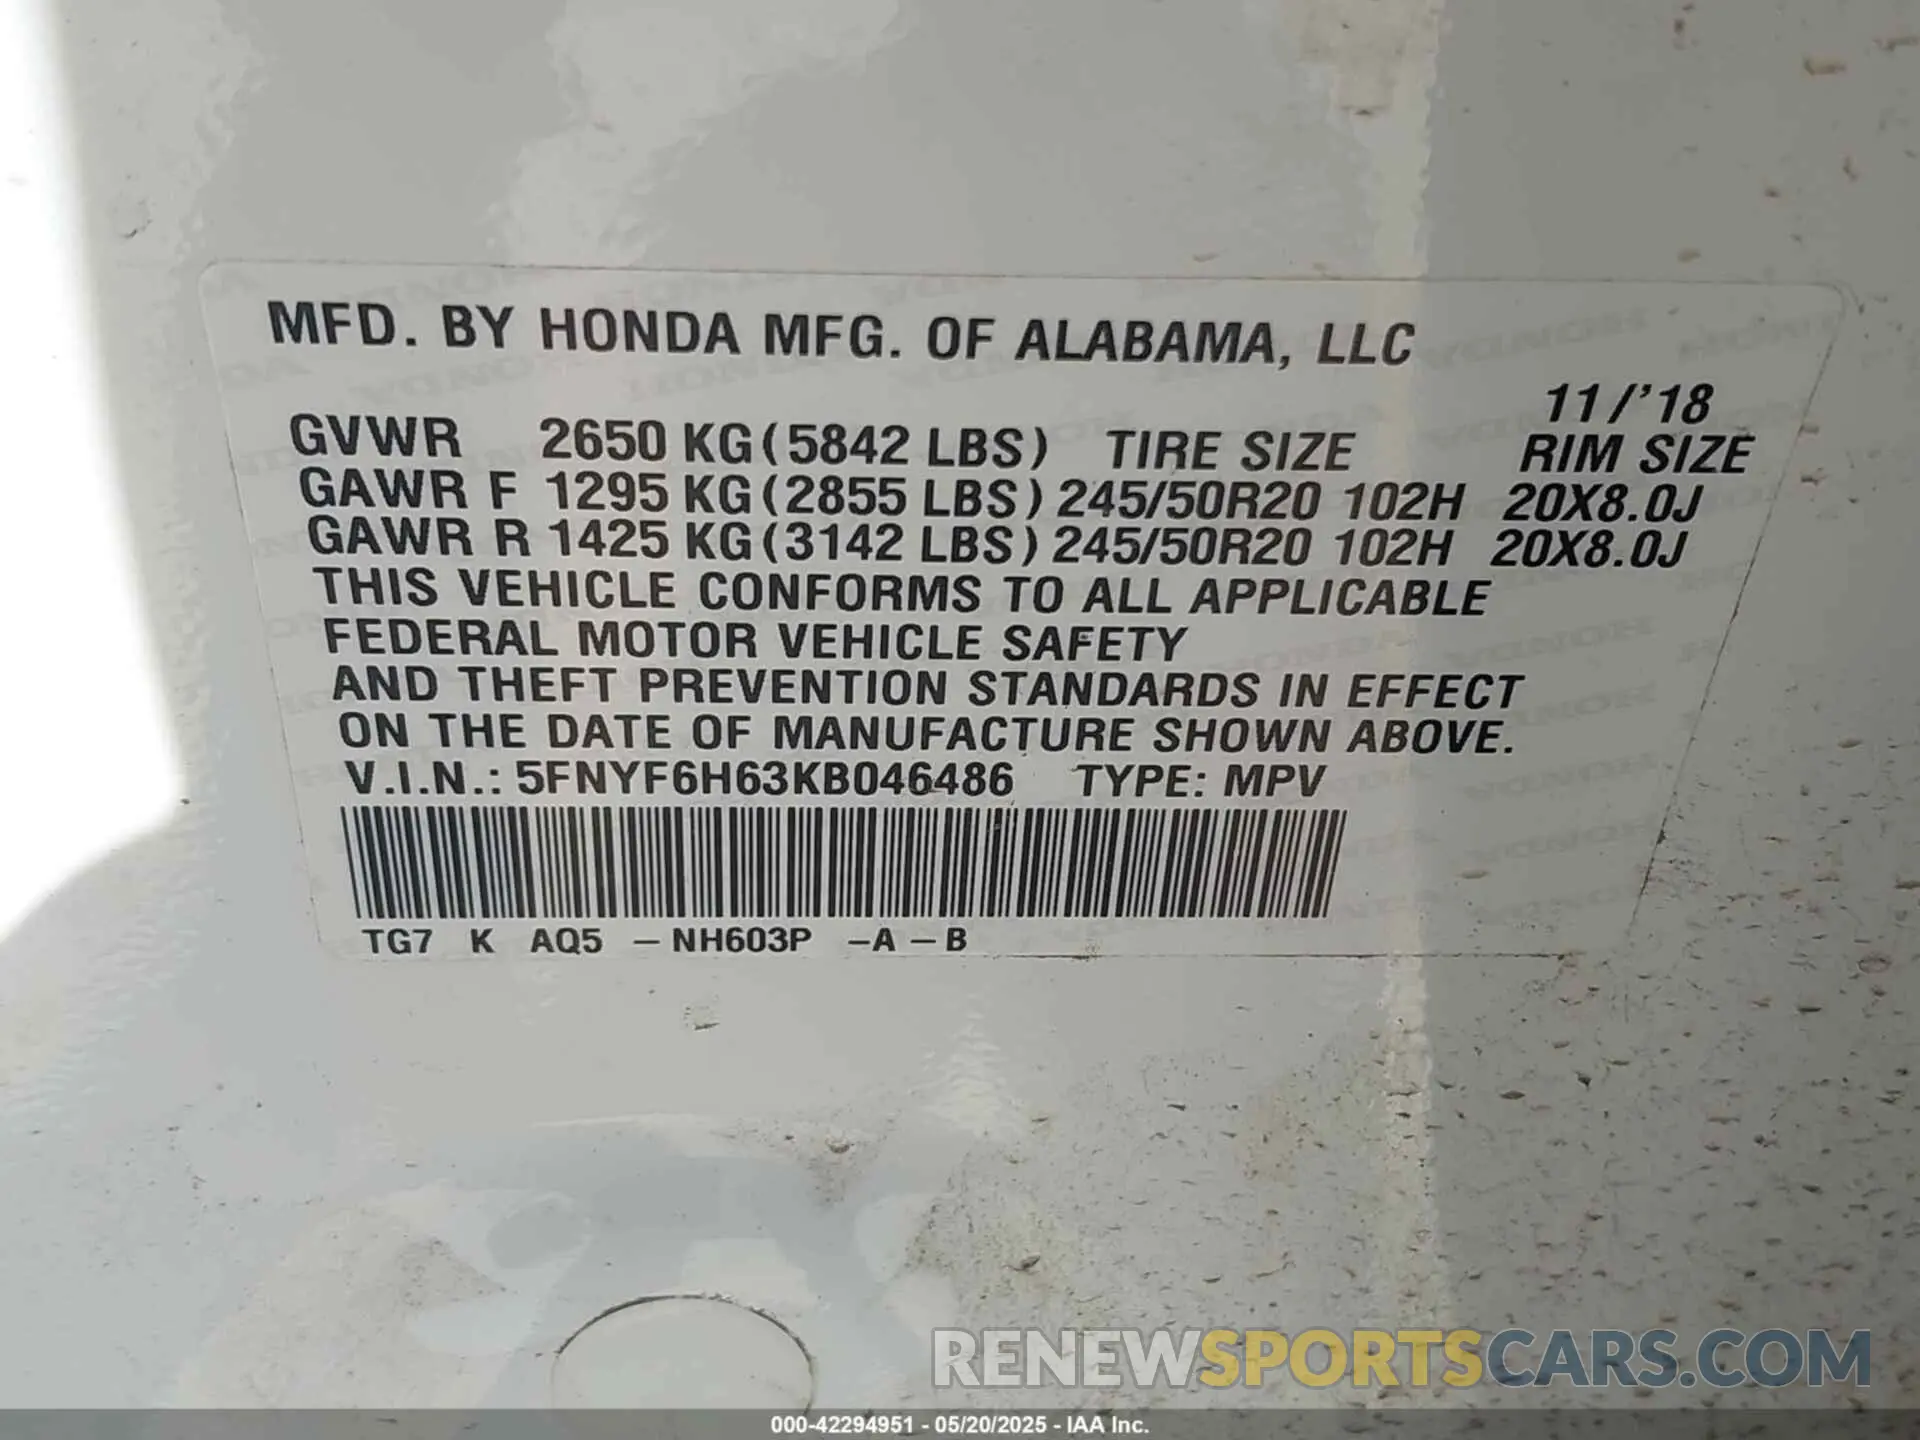 MFD. BY HONDA MFG. OF ALABAMA, LLC
11/'18
GVWR 2650 KG (5842 LBS) TIRE SIZE RIM SIZE
GAWR F 1295 KG (2855 LBS) 245/50R20 102H 20X8.0J
GAWR R 1425 KG (3142 LBS) 245/50R20 102H 20X8.0J
THIS VEHICLE CONFORMS TO ALL APPLICABLE
FEDERAL MOTOR VEHICLE SAFETY
AND THEFT PREVENTION STANDARDS IN EFFECT
ON THE DATE OF MANUFACTURE SHOWN ABOVE.
V.I.N.: 5FNYF6H63KB046486 TYPE: MPV
TG7 K AQ5 – NH603P – A – B
RENEWSPORTSCARS.COM
000-42294951 - 05/20/2025 - IAA Inc.